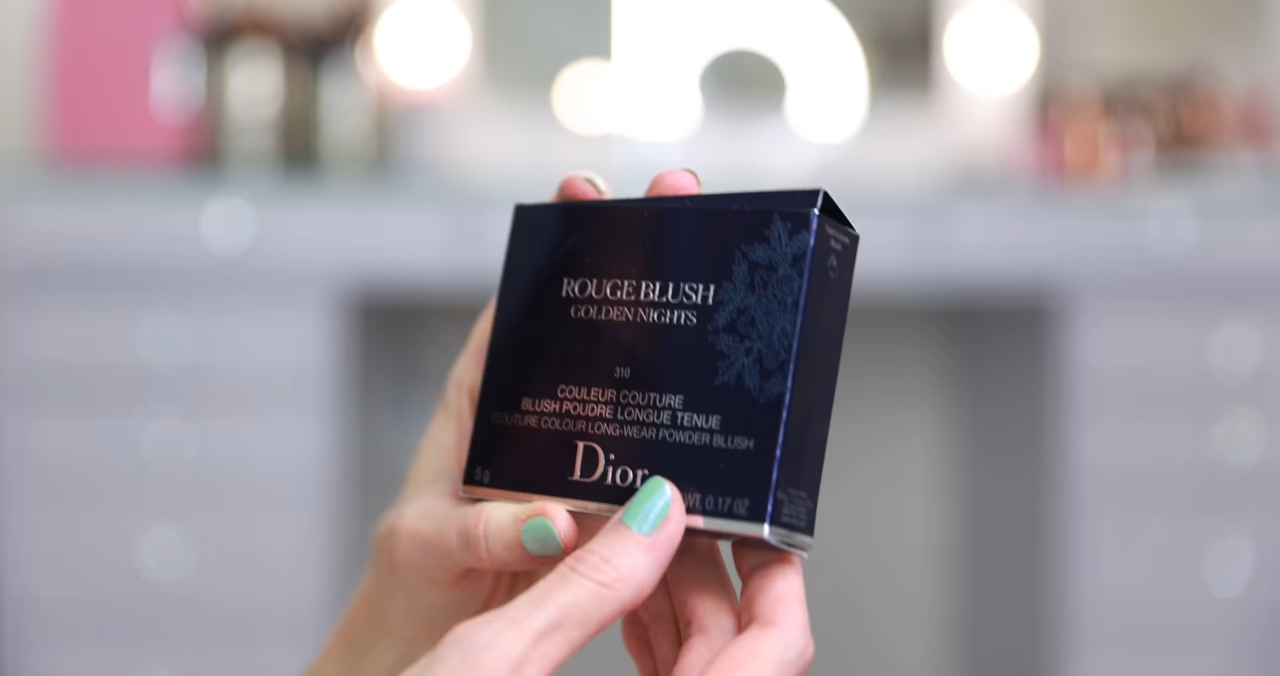 ROUGE BLUSH
GOLDEN NIGHTS
310
COULEUR COUTURE
BLUSH POUDRE LONGUE TENUE
COUTURE COLOUR LONG-WEAR POWDER BLUSH
Dior
5 g
WT. 0.17 OZ